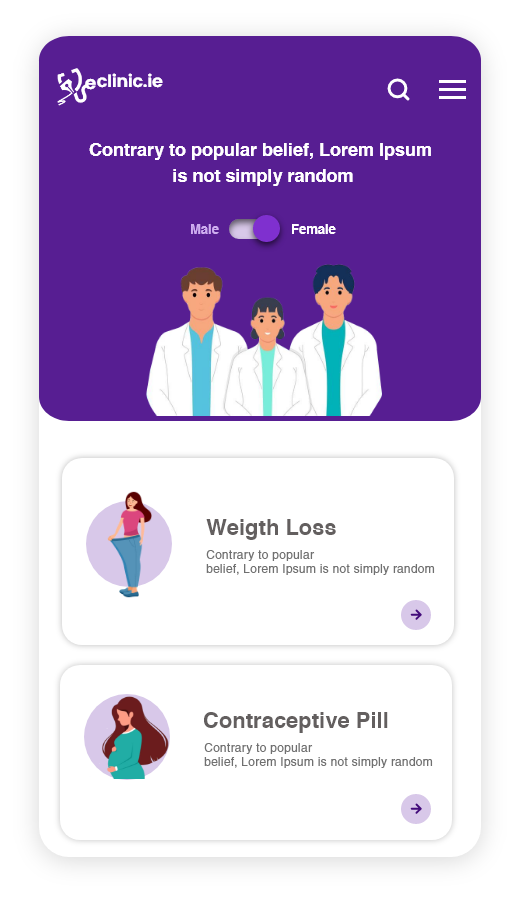 eclinic.ie
Contrary to popular belief, Lorem Ipsum
is not simply random
Male Female
Weigth Loss
Contrary to popular
belief, Lorem Ipsum is not simply random
Contraceptive Pill
Contrary to popular
belief, Lorem Ipsum is not simply random